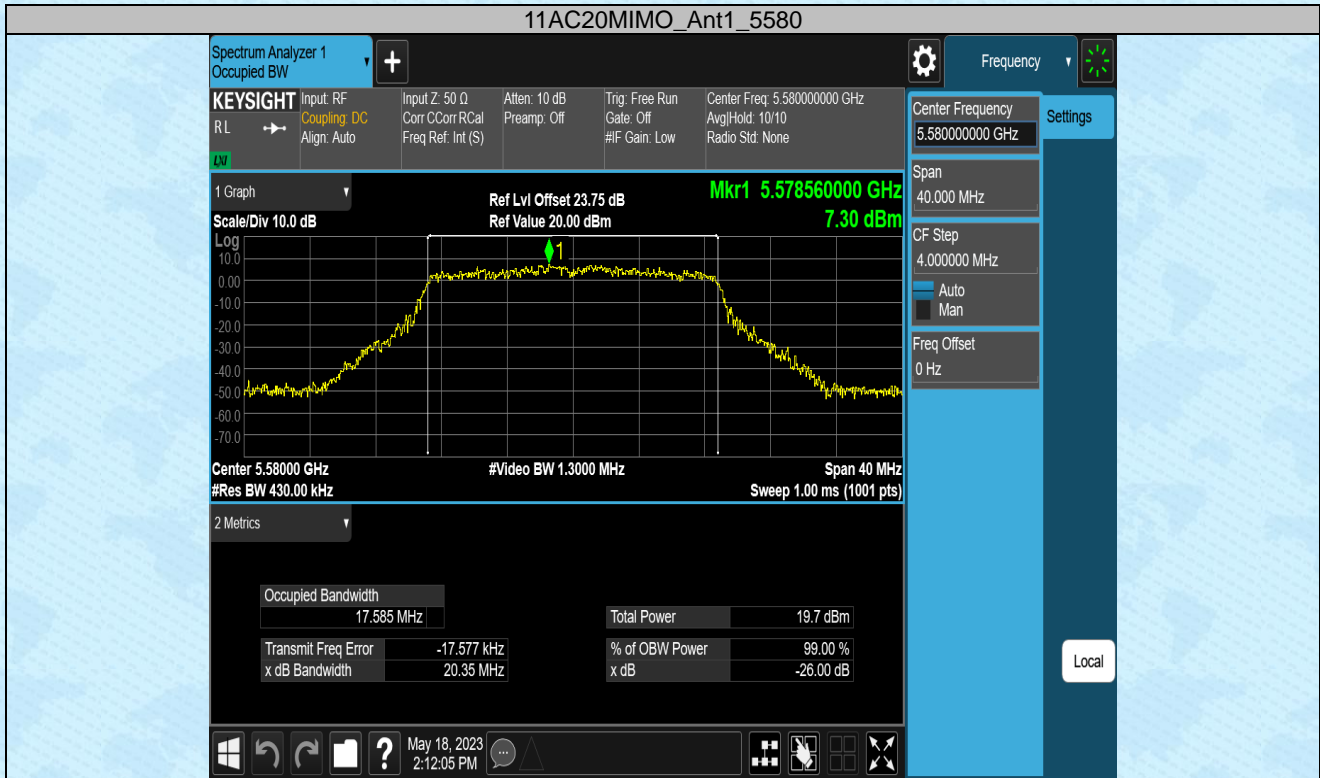 11AC20MIMO_Ant1_5580
Spectrum Analyzer 1
Occupied BW
+
Frequency
KEYSIGHT
RL
LXI
Input: RF
Coupling: DC
Align: Auto
Input Z: 50 Ω
Corr CCorr RCal
Freq Ref: Int (S)
Atten: 10 dB
Preamp: Off
Trig: Free Run
Gate: Off
#IF Gain: Low
Center Freq: 5.580000000 GHz
Avg|Hold: 10/10
Radio Std: None
Center Frequency
5.580000000 GHz
Settings
Span
40.000 MHz
CF Step
4.000000 MHz
Auto
Man
Freq Offset
0 Hz
Local
1 Graph
Scale/Div 10.0 dB
Ref Lvl Offset 23.75 dB
Ref Value 20.00 dBm
Mkr1 5.578560000 GHz
7.30 dBm
Log
1
10.0
0.00
-10.0
-20.0
-30.0
-40.0
-50.0
-60.0
-70.0
Center 5.58000 GHz
#Video BW 1.3000 MHz
Span 40 MHz
#Res BW 430.00 kHz
Sweep 1.00 ms (1001 pts)
2 Metrics
Occupied Bandwidth
17.585 MHz
Total Power 19.7 dBm
Transmit Freq Error -17.577 kHz
% of OBW Power 99.00 %
x dB Bandwidth 20.35 MHz
x dB -26.00 dB
?
May 18, 2023
2:12:05 PM